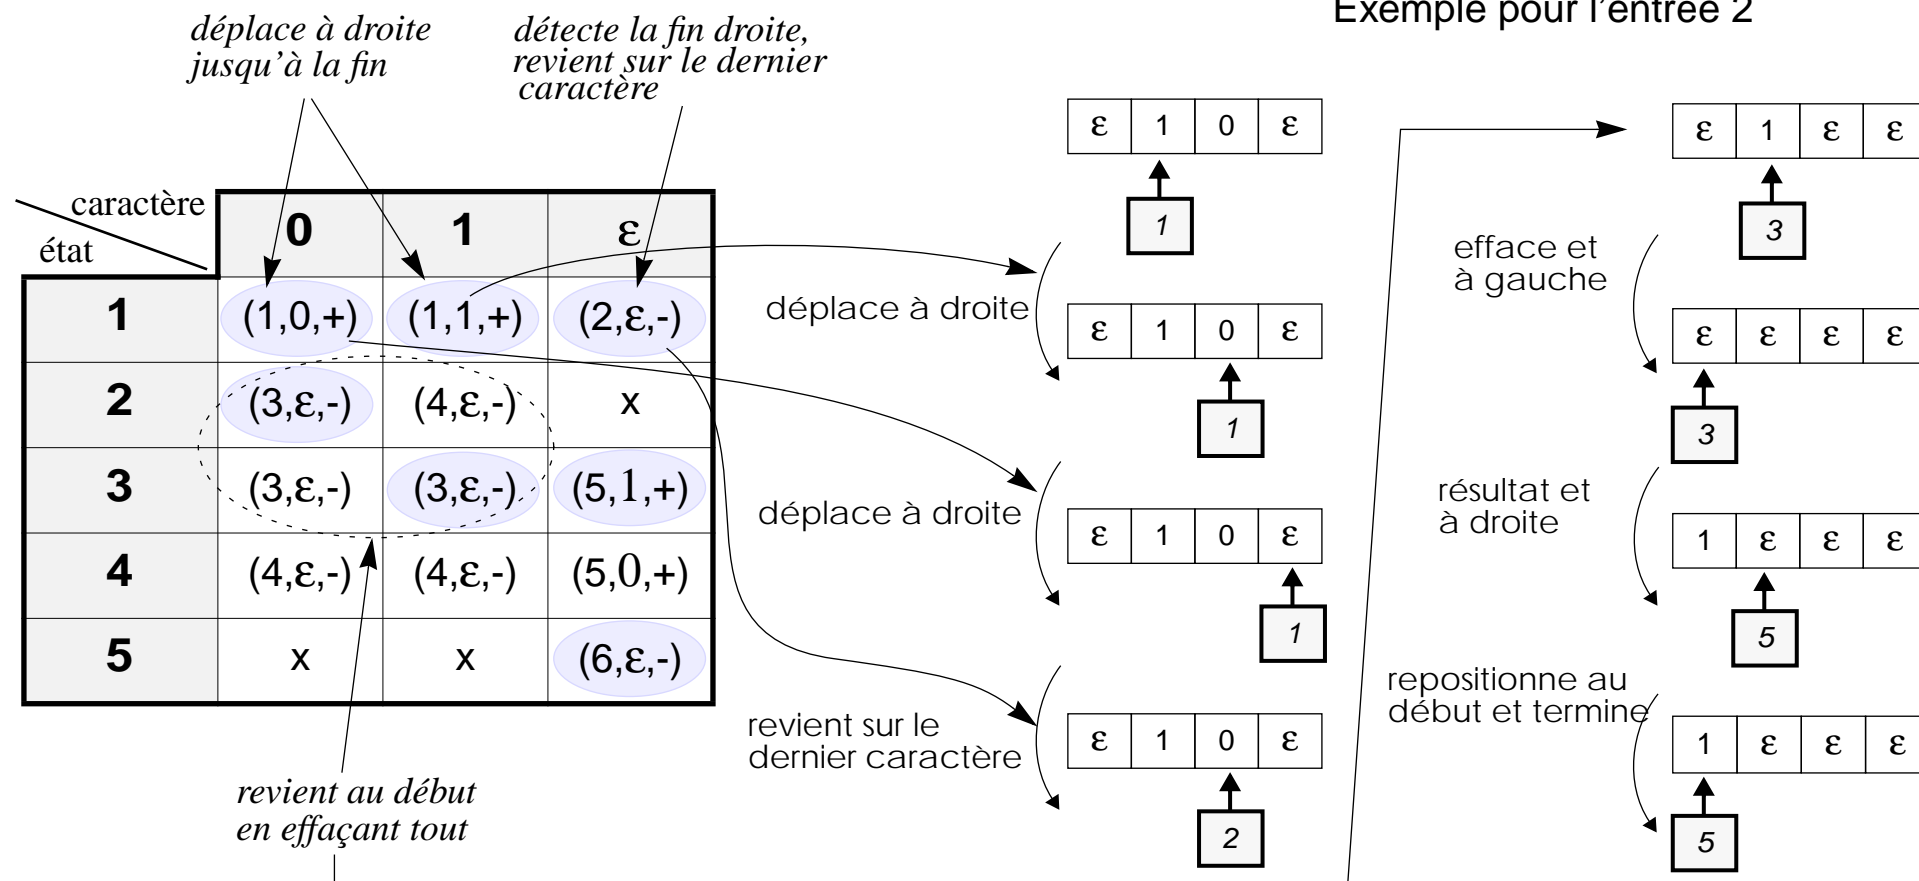 Exemple pour l'entrée 2
déplace à droite
jusqu'à la fin
détecte la fin droite,
revient sur le dernier
caractère
caractère
état
0 1 ε
1 (1,0,+) (1,1,+) (2,ε,-)
2 (3,ε,-) (4,ε,-) x
3 (3,ε,-) (3,ε,-) (5,1,+)
4 (4,ε,-) (4,ε,-) (5,0,+)
5 x x (6,ε,-)
revient au début
en effaçant tout
ε 1 0 ε
1
déplace à droite
ε 1 0 ε
1
déplace à droite
ε 1 0 ε
1
revient sur le
dernier caractère
ε 1 0 ε
2
ε 1 ε ε
3
efface et
à gauche
ε ε ε ε
3
résultat et
à droite
1 ε ε ε
5
repositionne au
début et termine
1 ε ε ε
5